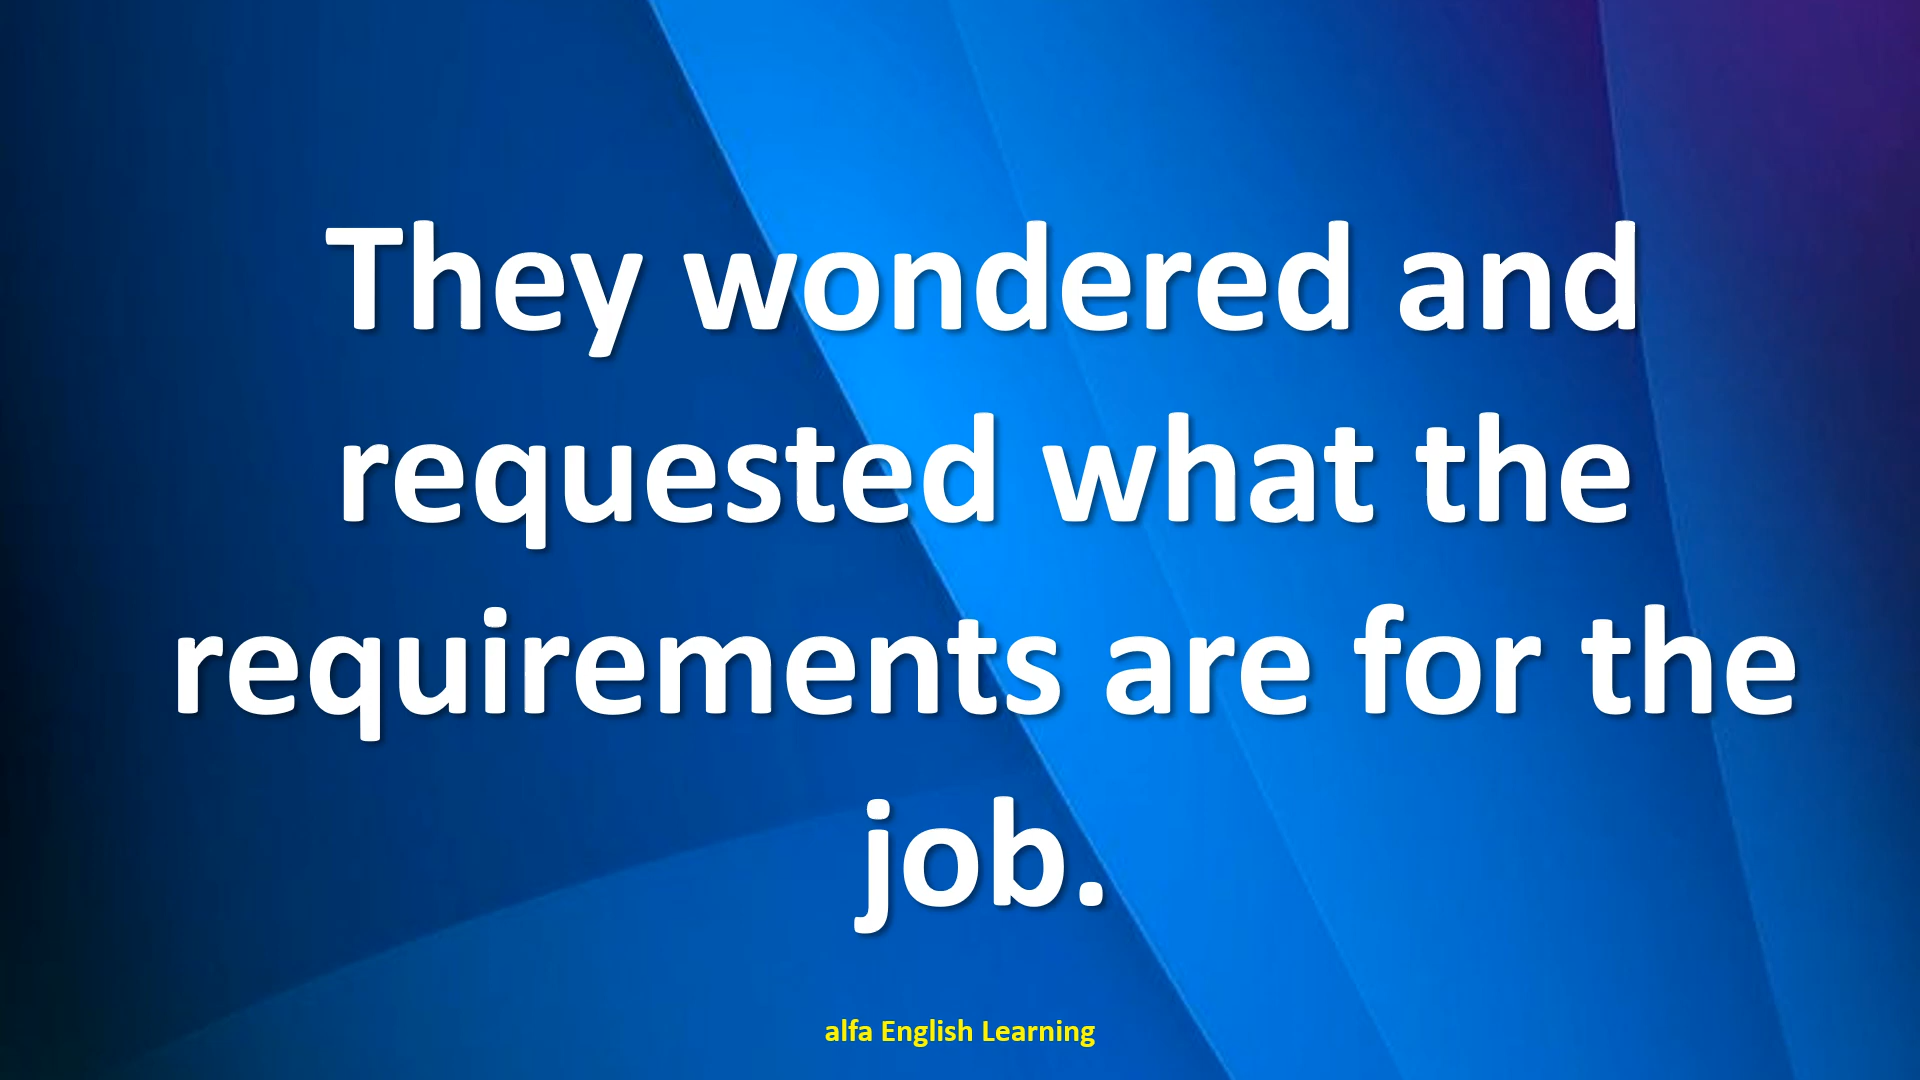 They wondered and
requested what the
requirements are for the
job.
alfa English Learning